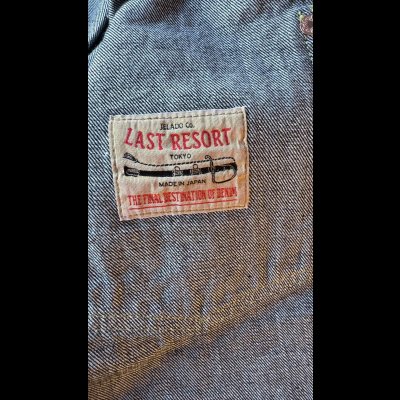 JELADO CO.
LAST RESORT
TOKYO
MADE IN JAPAN
THE FINAL DESTINATION OF DENIM